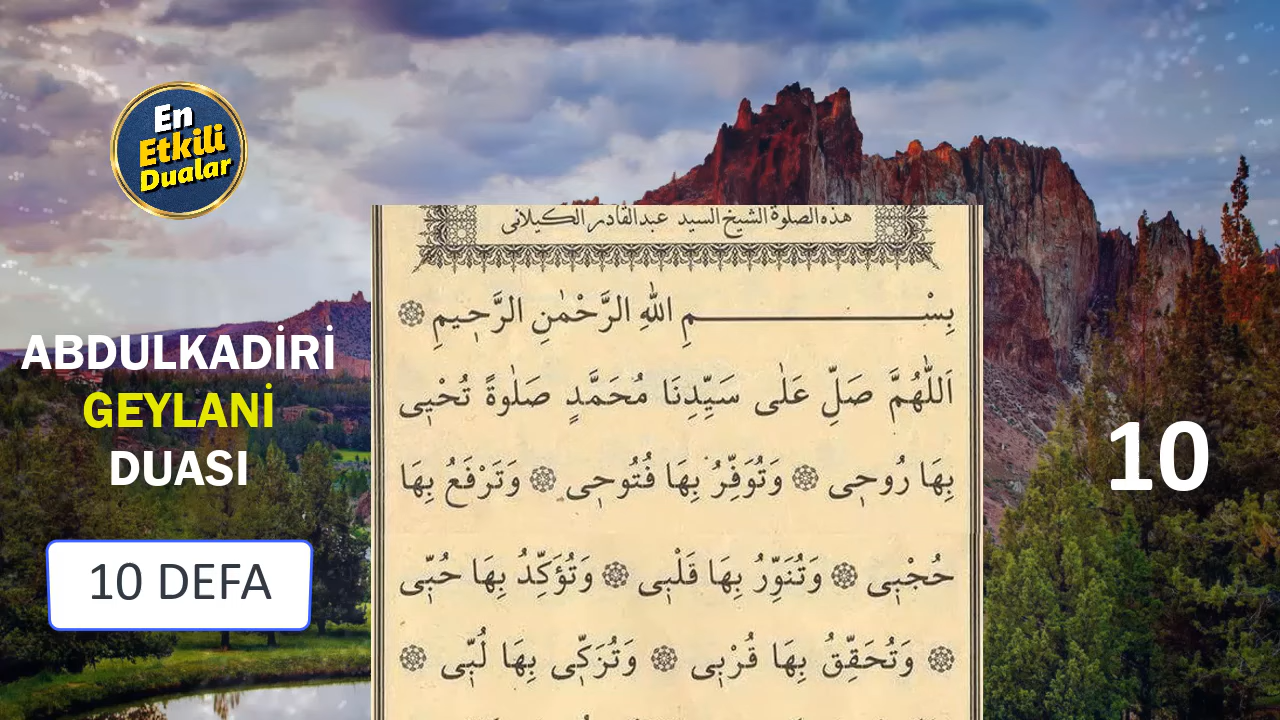 En
Etkili
Dualar
ABDULKADİRİ
GEYLANİ
DUASI
10 DEFA
هذه الصلوة الشيخ السيد عبد القادر الكيلانى
بِسْمِ اللّٰهِ الرَّحْمٰنِ الرَّحِيمِ
اَللّٰهُمَّ صَلِّ عَلٰى سَيِّدِنَا مُحَمَّدٍ صَلٰوةً تُحْيِى
بِهَا رُوحِى ۞ وَتُوَفِّرُ بِهَا فُتُوحِى ۞ وَتَرْفَعُ بِهَا
حُجْبِى ۞ وَتُنَوِّرُ بِهَا قَلْبِى ۞ وَتُؤَكِّدُ بِهَا حُبِّى
۞ وَتُحَقِّقُ بِهَا قُرْبِى ۞ وَتُزَكِّى بِهَا لُبِّى ۞
10